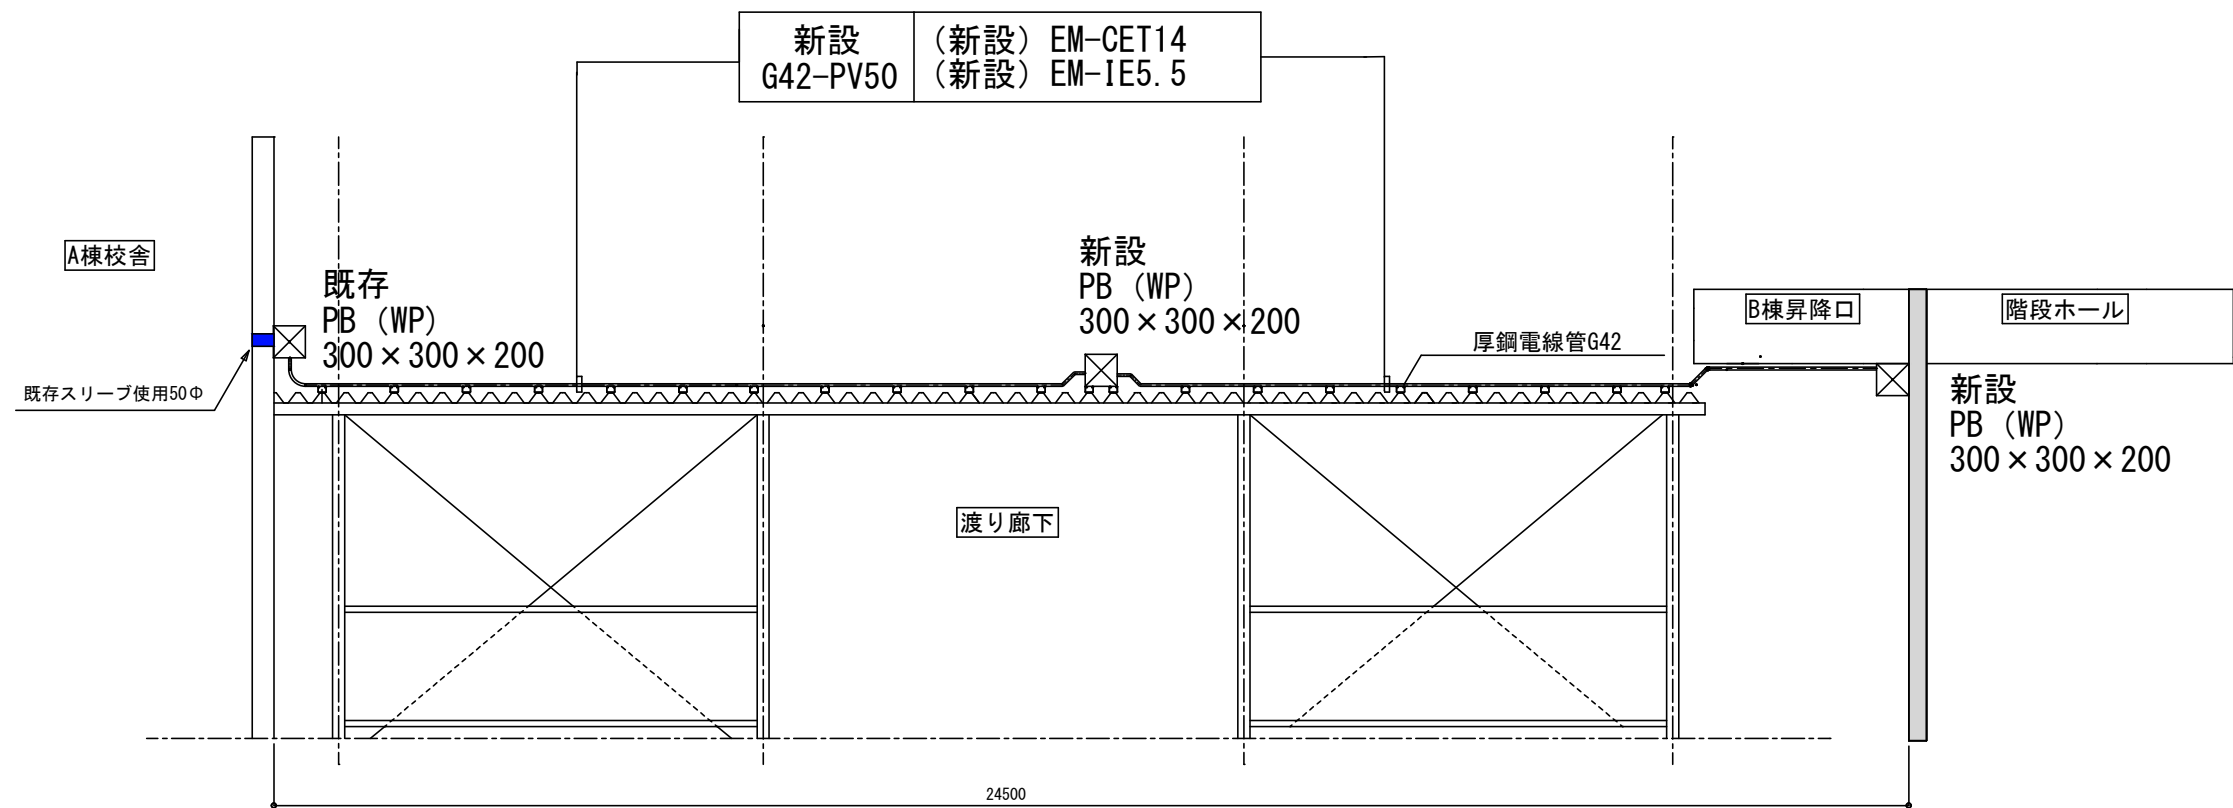 新設
G42-PV50
（新設）EM-CET14
（新設）EM-IE5.5
A棟校舎
既存
PB（WP）
300×300×200
新設
PB（WP）
300×300×200
厚鋼電線管G42
B棟昇降口
階段ホール
既存スリーブ使用50Φ
新設
PB（WP）
300×300×200
渡り廊下
24500